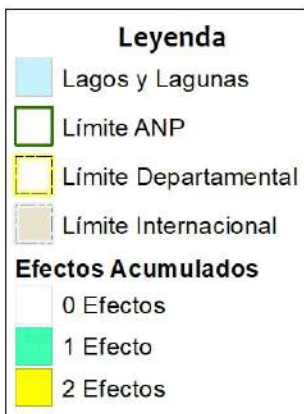 Leyenda
Lagos y Lagunas
Límite ANP
Límite Departamental
Límite Internacional
Efectos Acumulados
0 Efectos
1 Efecto
2 Efectos